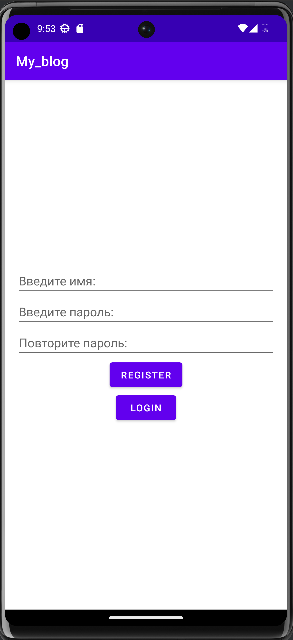 9:53
My_blog
Введите имя:
Введите пароль:
Повторите пароль:
REGISTER
LOGIN